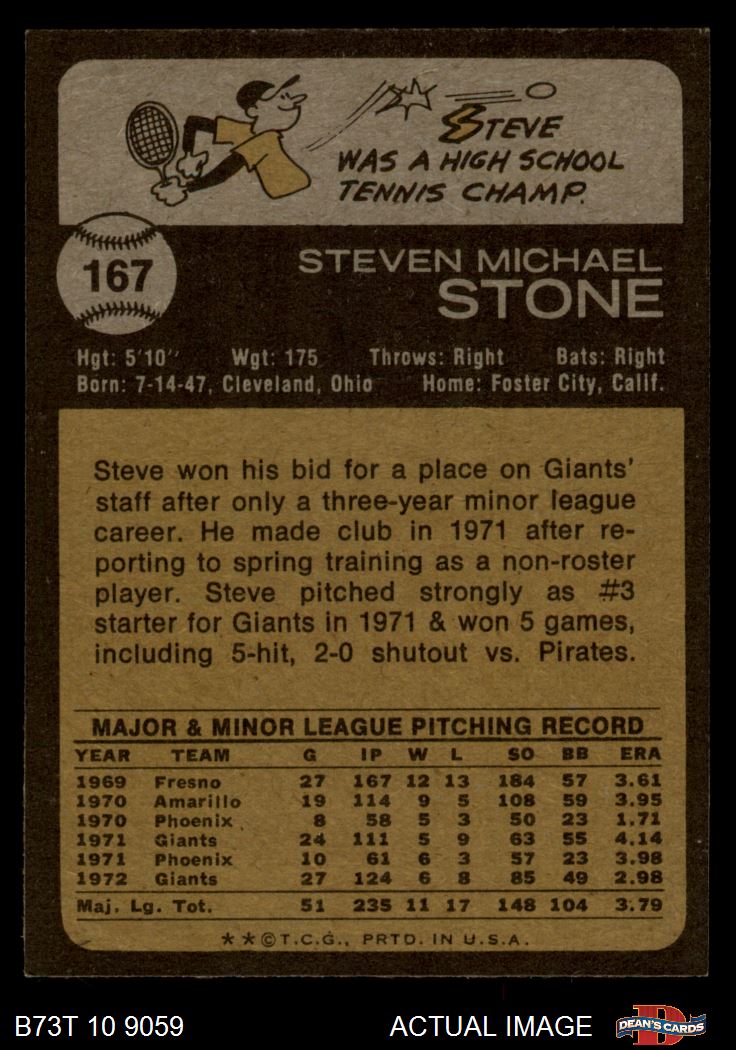 STEVE
WAS A HIGH SCHOOL
TENNIS CHAMP.
167
STEVEN MICHAEL
STONE
Hgt: 5'10" Wgt: 175 Throws: Right Bats: Right
Born: 7-14-47, Cleveland, Ohio Home: Foster City, Calif.
Steve won his bid for a place on Giants'
staff after only a three-year minor league
career. He made club in 1971 after re-
porting to spring training as a non-roster
player. Steve pitched strongly as #3
starter for Giants in 1971 & won 5 games,
including 5-hit, 2-0 shutout vs. Pirates.
MAJOR & MINOR LEAGUE PITCHING RECORD
YEAR TEAM G IP W L SO BB ERA
1969 Fresno 27 167 12 13 184 57 3.61
1970 Amarillo 19 114 9 5 108 59 3.95
1970 Phoenix 8 58 5 3 50 23 1.71
1971 Giants 24 111 5 9 63 55 4.14
1971 Phoenix 10 61 6 3 57 23 3.98
1972 Giants 27 124 6 8 85 49 2.98
Maj. Lg. Tot. 51 235 11 17 148 104 3.79
**©T.C.G., PRTD. IN U.S.A.
B73T 10 9059 ACTUAL IMAGE D DEAN'S CARDS